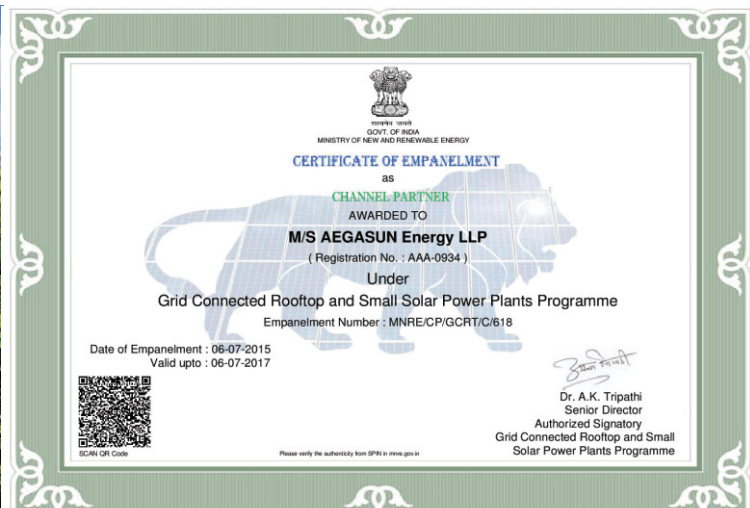 सत्यमेव जयते
GOVT. OF INDIA
MINISTRY OF NEW AND RENEWABLE ENERGY
CERTIFICATE OF EMPANELMENT
as
CHANNEL PARTNER
AWARDED TO
M/S AEGASUN Energy LLP
( Registration No. : AAA-0934 )
Under
Grid Connected Rooftop and Small Solar Power Plants Programme
Empanelment Number : MNRE/CP/GCRT/C/618
Date of Empanelment : 06-07-2015
Valid upto : 06-07-2017
Dr. A.K. Tripathi
Senior Director
Authorized Signatory
Grid Connected Rooftop and Small
Solar Power Plants Programme
SCAN QR Code
Please verify the authenticity from SPIN in mnre.gov.in